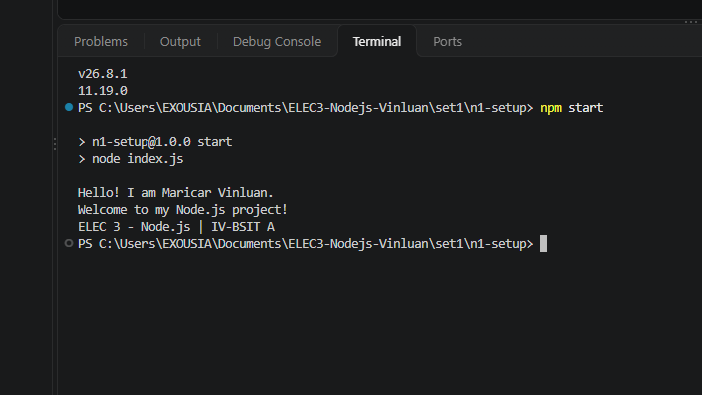 Problems Output Debug Console Terminal Ports
v26.8.1
11.19.0
PS C:\Users\EXOUSIA\Documents\ELEC3-Nodejs-Vinluan\set1\n1-setup> npm start
> n1-setup@1.0.0 start
> node index.js
Hello! I am Maricar Vinluan.
Welcome to my Node.js project!
ELEC 3 - Node.js | IV-BSIT A
PS C:\Users\EXOUSIA\Documents\ELEC3-Nodejs-Vinluan\set1\n1-setup>